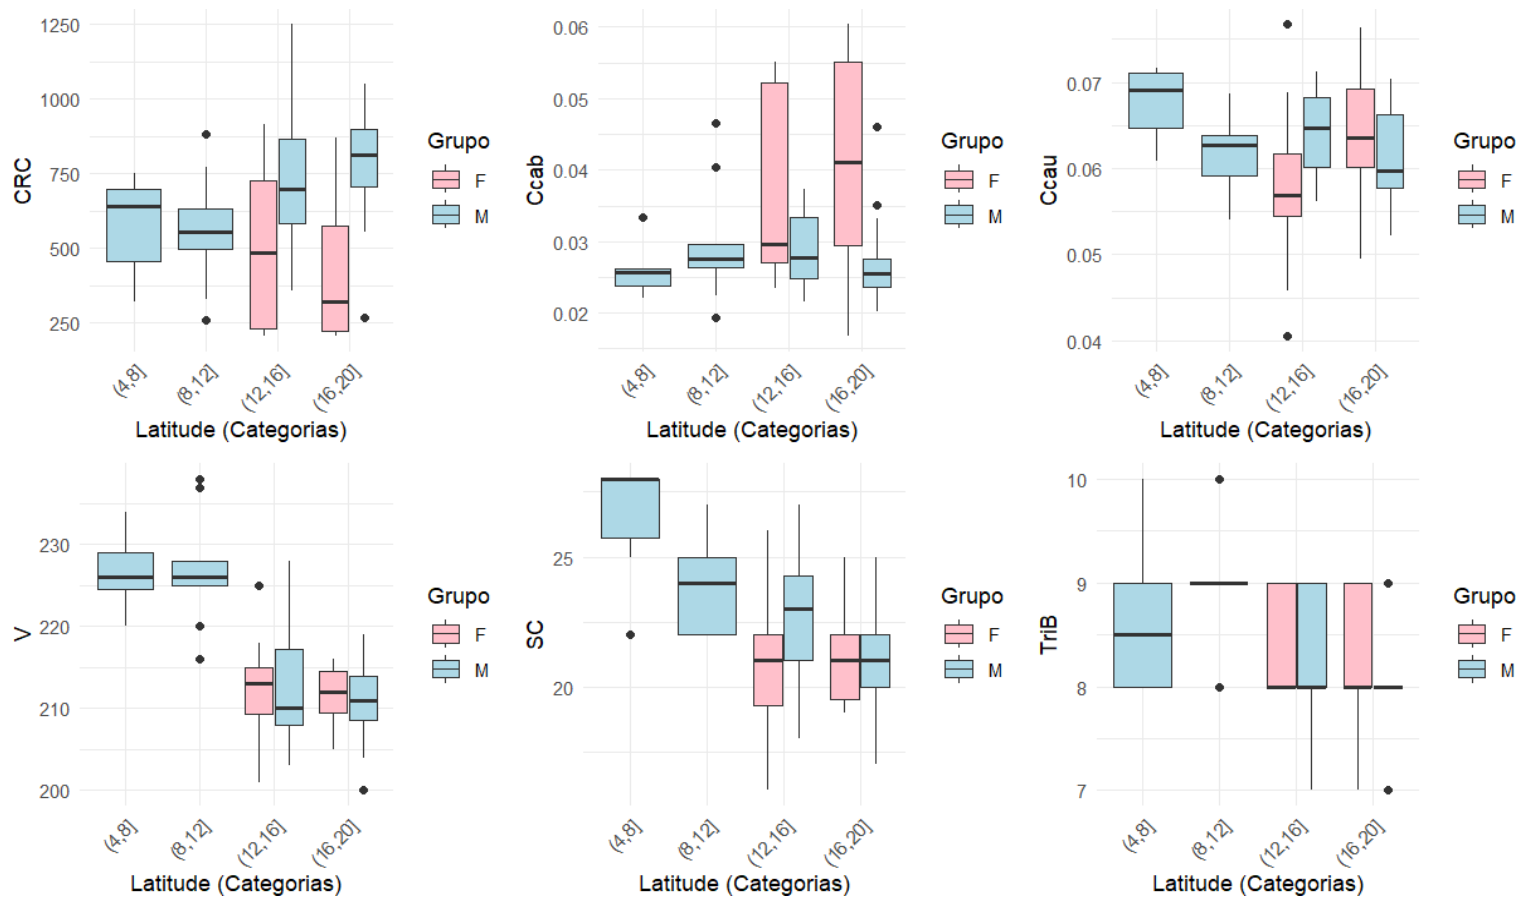 CRC
1250
1000
750
500
250
(4,8]
(8,12]
(12,16]
(16,20]
Latitude (Categorias)
Grupo
F
M
Ccab
0.06
0.05
0.04
0.03
0.02
(4,8]
(8,12]
(12,16]
(16,20]
Latitude (Categorias)
Grupo
F
M
Ccau
0.07
0.06
0.05
0.04
(4,8]
(8,12]
(12,16]
(16,20]
Latitude (Categorias)
Grupo
F
M
V
230
220
210
200
(4,8]
(8,12]
(12,16]
(16,20]
Latitude (Categorias)
Grupo
F
M
SC
25
20
(4,8]
(8,12]
(12,16]
(16,20]
Latitude (Categorias)
Grupo
F
M
TriB
10
9
8
7
(4,8]
(8,12]
(12,16]
(16,20]
Latitude (Categorias)
Grupo
F
M